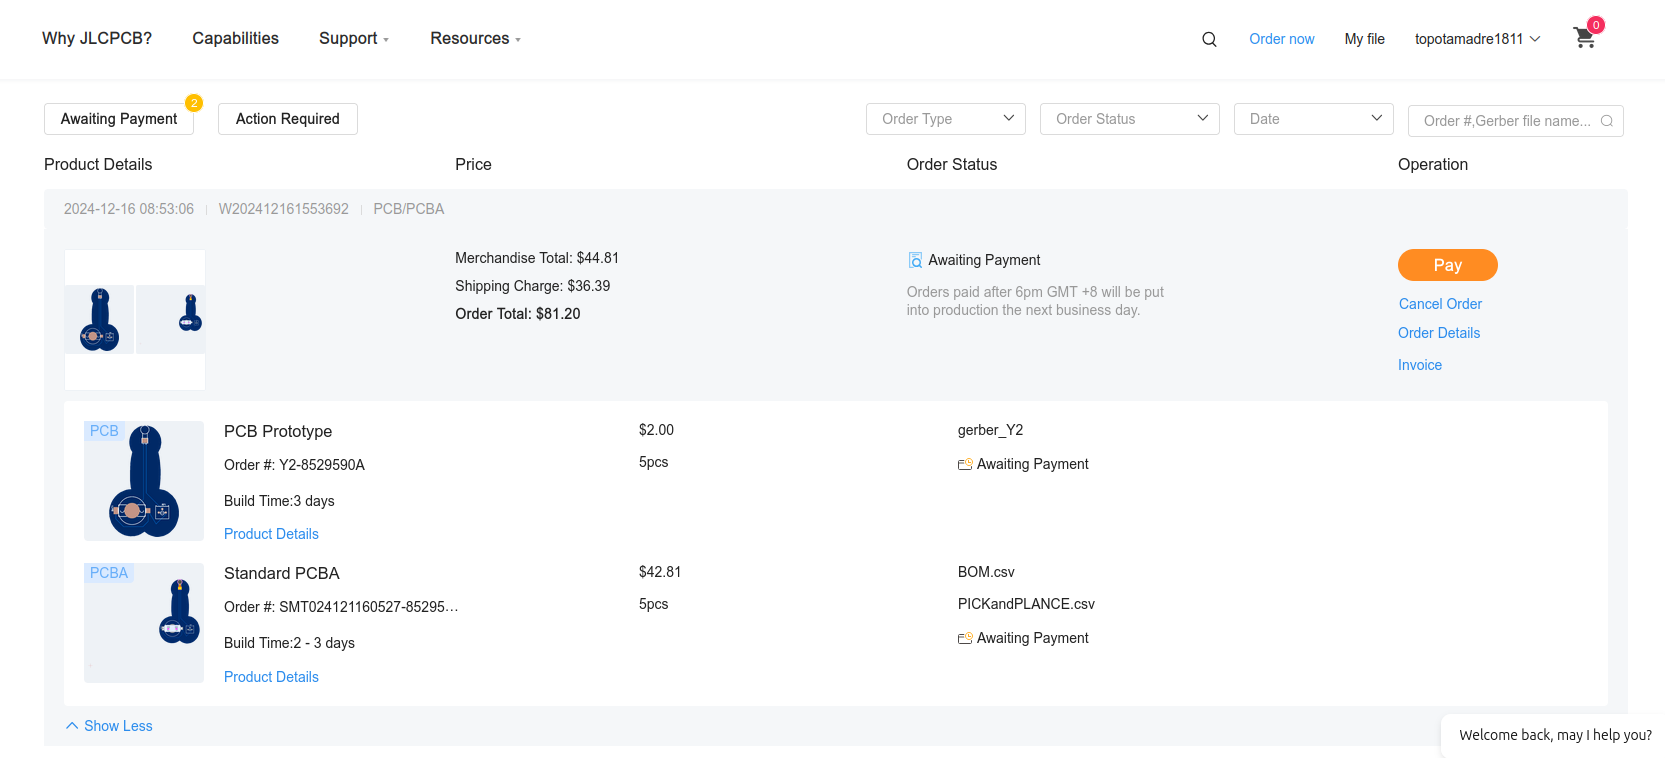 Why JLCPCB?
Capabilities
Support
Resources
Order now
My file
topotamadre1811
0
Awaiting Payment
2
Action Required
Order Type
Order Status
Date
Order #,Gerber file name...
Product Details
Price
Order Status
Operation
2024-12-16 08:53:06
W202412161553692
PCB/PCBA
Merchandise Total: $44.81
Shipping Charge: $36.39
Order Total: $81.20
Awaiting Payment
Orders paid after 6pm GMT +8 will be put
into production the next business day.
Pay
Cancel Order
Order Details
Invoice
PCB
PCB Prototype
Order #: Y2-8529590A
Build Time:3 days
Product Details
$2.00
5pcs
gerber_Y2
Awaiting Payment
PCBA
Standard PCBA
Order #: SMT024121160527-85295…
Build Time:2 - 3 days
Product Details
$42.81
5pcs
BOM.csv
PICKandPLANCE.csv
Awaiting Payment
Show Less
Welcome back, may I help you?